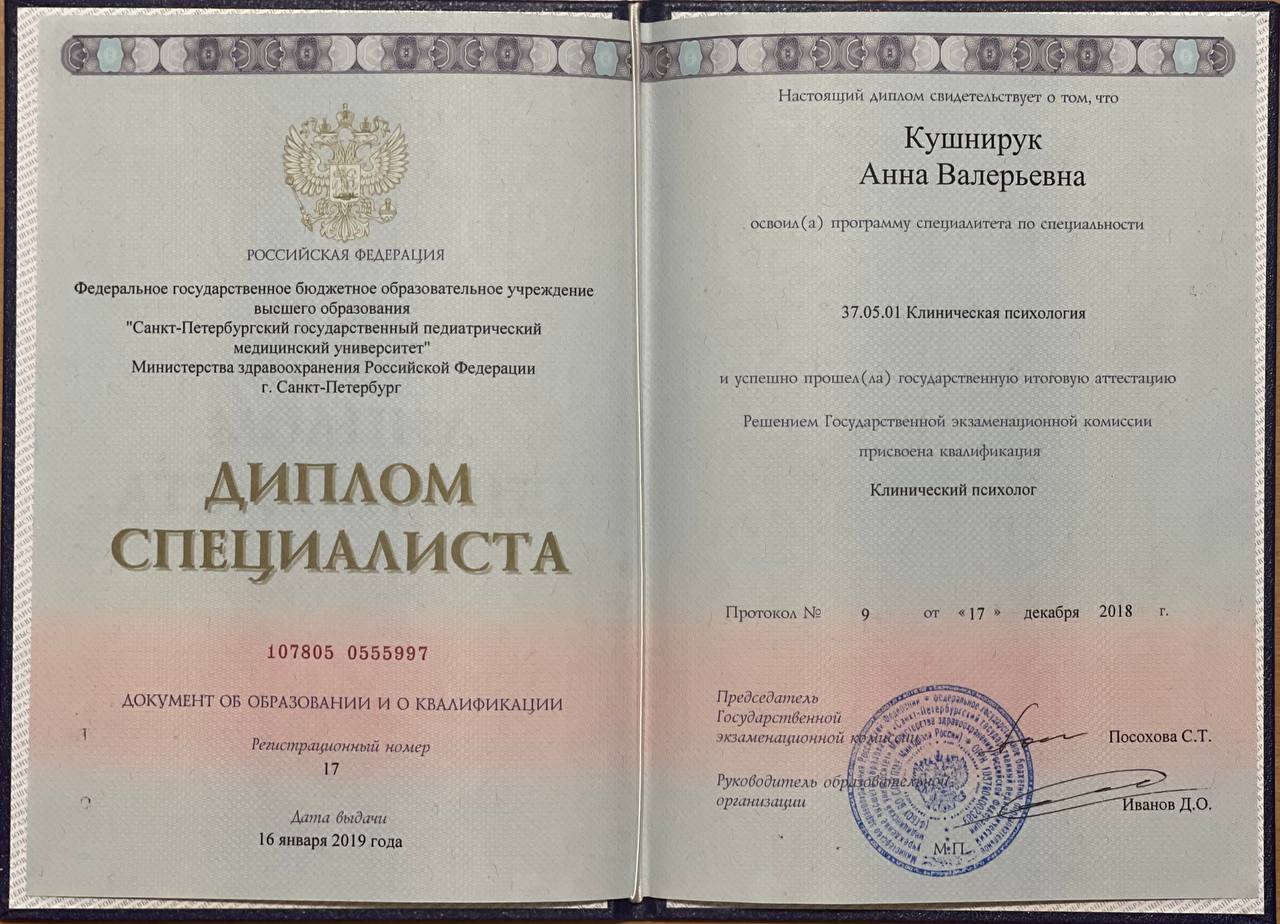 РОССИЙСКАЯ ФЕДЕРАЦИЯ
Федеральное государственное бюджетное образовательное учреждение
высшего образования
"Санкт-Петербургский государственный педиатрический
медицинский университет"
Министерства здравоохранения Российской Федерации
г. Санкт-Петербург
ДИПЛОМ
СПЕЦИАЛИСТА
107805 0555997
ДОКУМЕНТ ОБ ОБРАЗОВАНИИ И О КВАЛИФИКАЦИИ
Регистрационный номер
17
Дата выдачи
16 января 2019 года
Настоящий диплом свидетельствует о том, что
Кушнирук
Анна Валерьевна
освоил(а) программу специалитета по специальности
37.05.01 Клиническая психология
и успешно прошел(ла) государственную итоговую аттестацию
Решением Государственной экзаменационной комиссии
присвоена квалификация
Клинический психолог
Протокол № 9 от «17 » декабря 2018 г.
Председатель
Государственной
экзаменационной комиссии Посохова С.Т.
Руководитель образовательной
организации Иванов Д.О.
М.П.